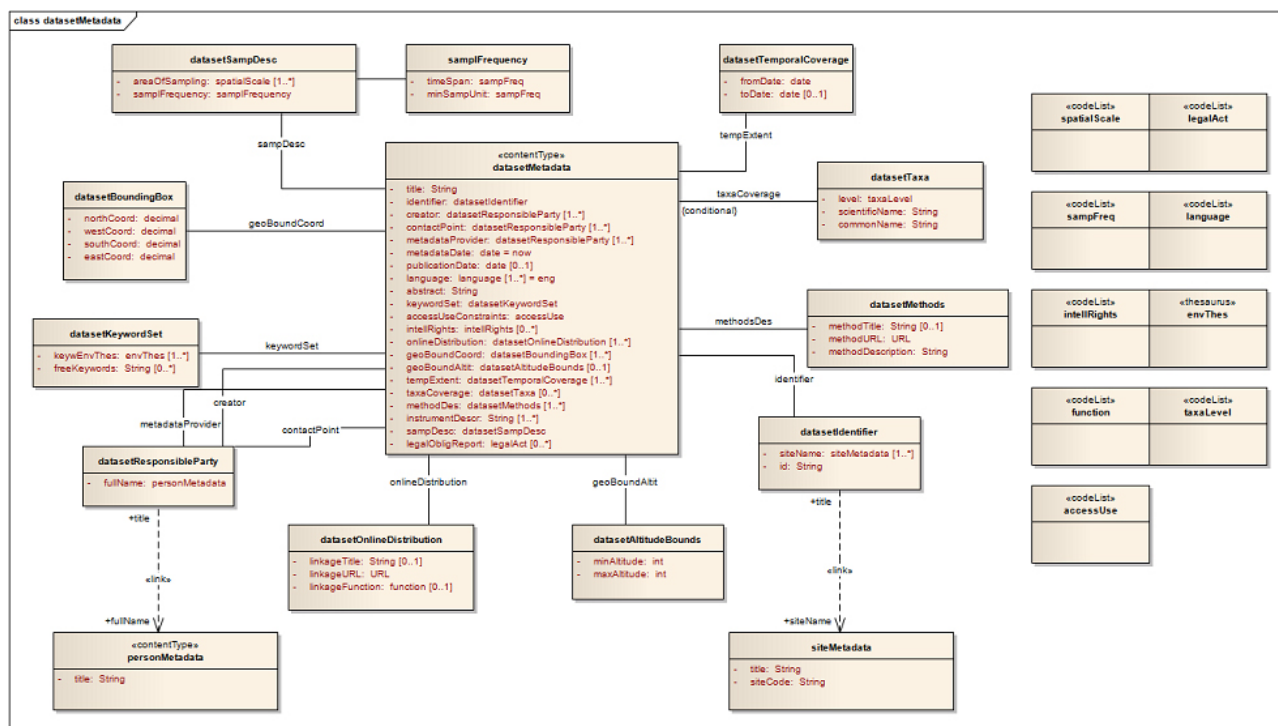 class datasetMetadata
datasetSampDesc
- areaOfSampling: spatialScale [1..*]
- samplFrequency: samplFrequency
samplFrequency
- timeSpan: sampFreq
- minSampUnit: sampFreq
datasetTemporalCoverage
- fromDate: date
- toDate: date [0..1]
sampDesc
tempExtent
«codeList»
spatialScale
«codeList»
legalAct
«contentType»
datasetMetadata
- title: String
- identifier: datasetIdentifier
- creator: datasetResponsibleParty [1..*]
- contactPoint: datasetResponsibleParty [1..*]
- metadataProvider: datasetResponsibleParty [1..*]
- metadataDate: date = now
- publicationDate: date [0..1]
- language: language [1..*] = eng
- abstract: String
- keywordSet: datasetKeywordSet
- accessUseConstraints: accessUse
- intellRights: intellRights [0..*]
- onlineDistribution: datasetOnlineDistribution [1..*]
- geoBoundCoord: datasetBoundingBox [1..*]
- geoBoundAltit: datasetAltitudeBounds [0..1]
- tempExtent: datasetTemporalCoverage [1..*]
- taxaCoverage: datasetTaxa [0..*]
- methodDes: datasetMethods [1..*]
- instrumentDescr: String [1..*]
- sampDesc: datasetSampDesc
- legalObligReport: legalAct [0..*]
datasetBoundingBox
- northCoord: decimal
- westCoord: decimal
- southCoord: decimal
- eastCoord: decimal
geoBoundCoord
taxaCoverage
{conditional}
datasetTaxa
- level: taxaLevel
- scientificName: String
- commonName: String
«codeList»
sampFreq
«codeList»
language
datasetKeywordSet
- keywEnvThes: envThes [1..*]
- freeKeywords: String [0..*]
keywordSet
methodsDes
datasetMethods
- methodTitle: String [0..1]
- methodURL: URL
- methodDescription: String
«codeList»
intellRights
«thesaurus»
envThes
identifier
creator
metadataProvider
contactPoint
«codeList»
function
«codeList»
taxaLevel
datasetResponsibleParty
- fullName: personMetadata
datasetIdentifier
- siteName: siteMetadata [1..*]
- id: String
onlineDistribution
geoBoundAltit
«codeList»
accessUse
+title
+title
datasetOnlineDistribution
- linkageTitle: String [0..1]
- linkageURL: URL
- linkageFunction: function [0..1]
datasetAltitudeBounds
- minAltitude: int
- maxAltitude: int
«link»
«link»
+fullName
+siteName
«contentType»
personMetadata
- title: String
siteMetadata
- title: String
- siteCode: String